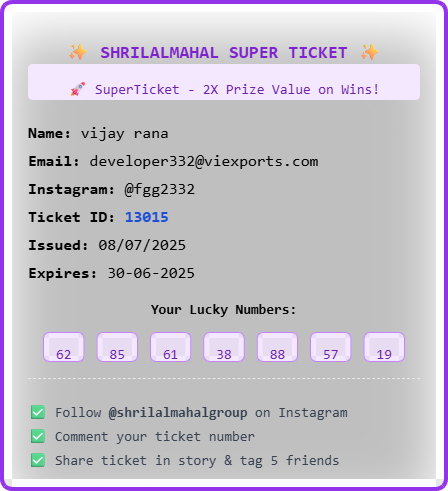 ✨ SHRILALMAHAL SUPER TICKET ✨
🚀 SuperTicket - 2X Prize Value on Wins!
Name: vijay rana
Email: developer332@viexports.com
Instagram: @fgg2332
Ticket ID: 13015
Issued: 08/07/2025
Expires: 30-06-2025
Your Lucky Numbers:
62 85 61 38 88 57 19
✅ Follow @shrilalmahalgroup on Instagram
✅ Comment your ticket number
✅ Share ticket in story & tag 5 friends